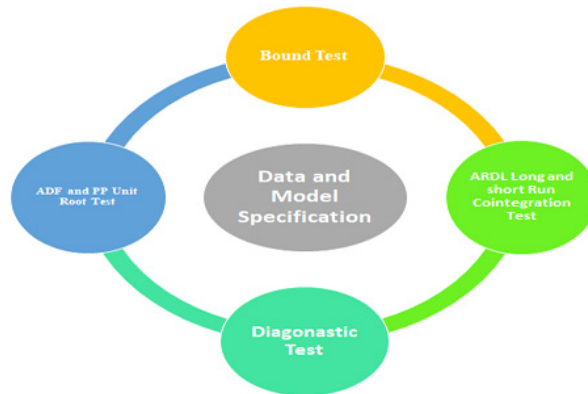 Bound Test
ADF and PP Unit
Root Test
Data and
Model
Specification
ARDL Long and
short Run
Cointegration
Test
Diagonastic
Test